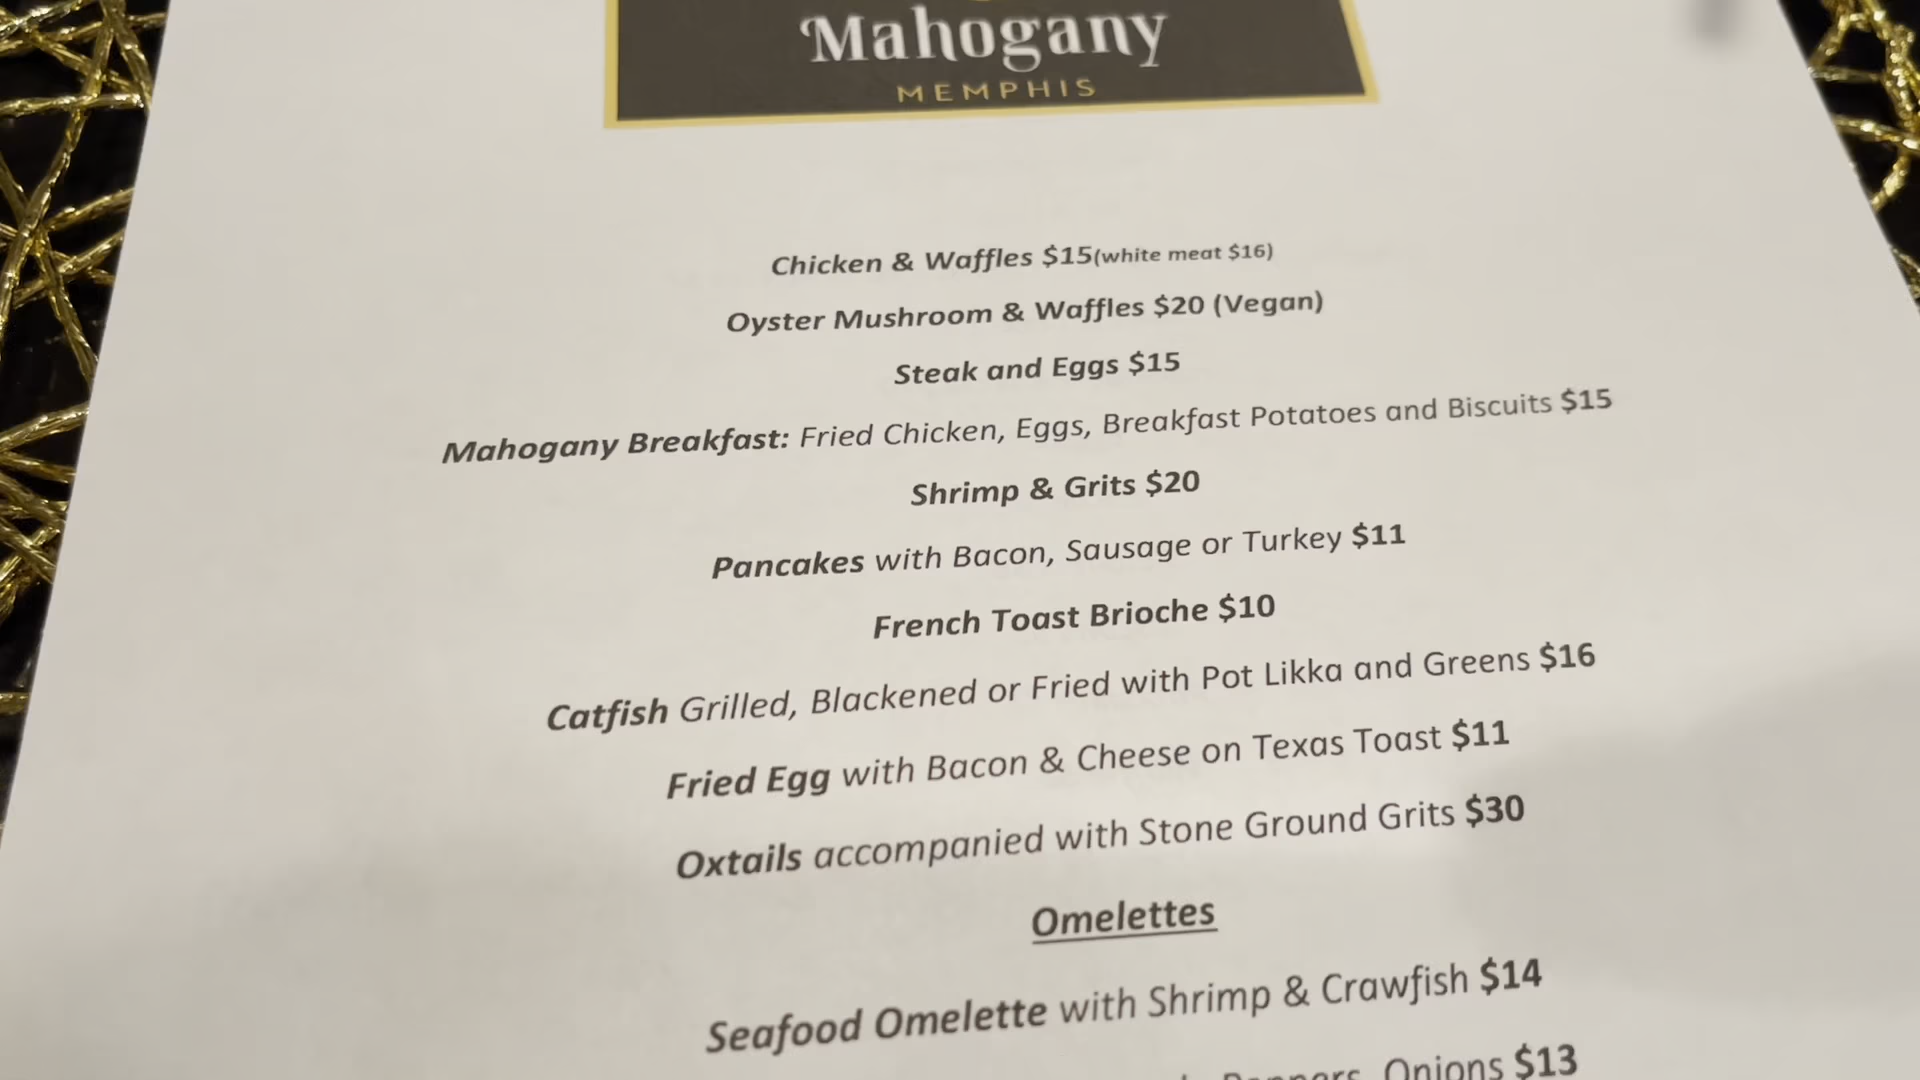 Mahogany
MEMPHIS
Chicken & Waffles $15(white meat $16)
Oyster Mushroom & Waffles $20 (Vegan)
Steak and Eggs $15
Mahogany Breakfast: Fried Chicken, Eggs, Breakfast Potatoes and Biscuits $15
Shrimp & Grits $20
Pancakes with Bacon, Sausage or Turkey $11
French Toast Brioche $10
Catfish Grilled, Blackened or Fried with Pot Likka and Greens $16
Fried Egg with Bacon & Cheese on Texas Toast $11
Oxtails accompanied with Stone Ground Grits $30
Omelettes
Seafood Omelette with Shrimp & Crawfish $14
Peppers, Onions $13